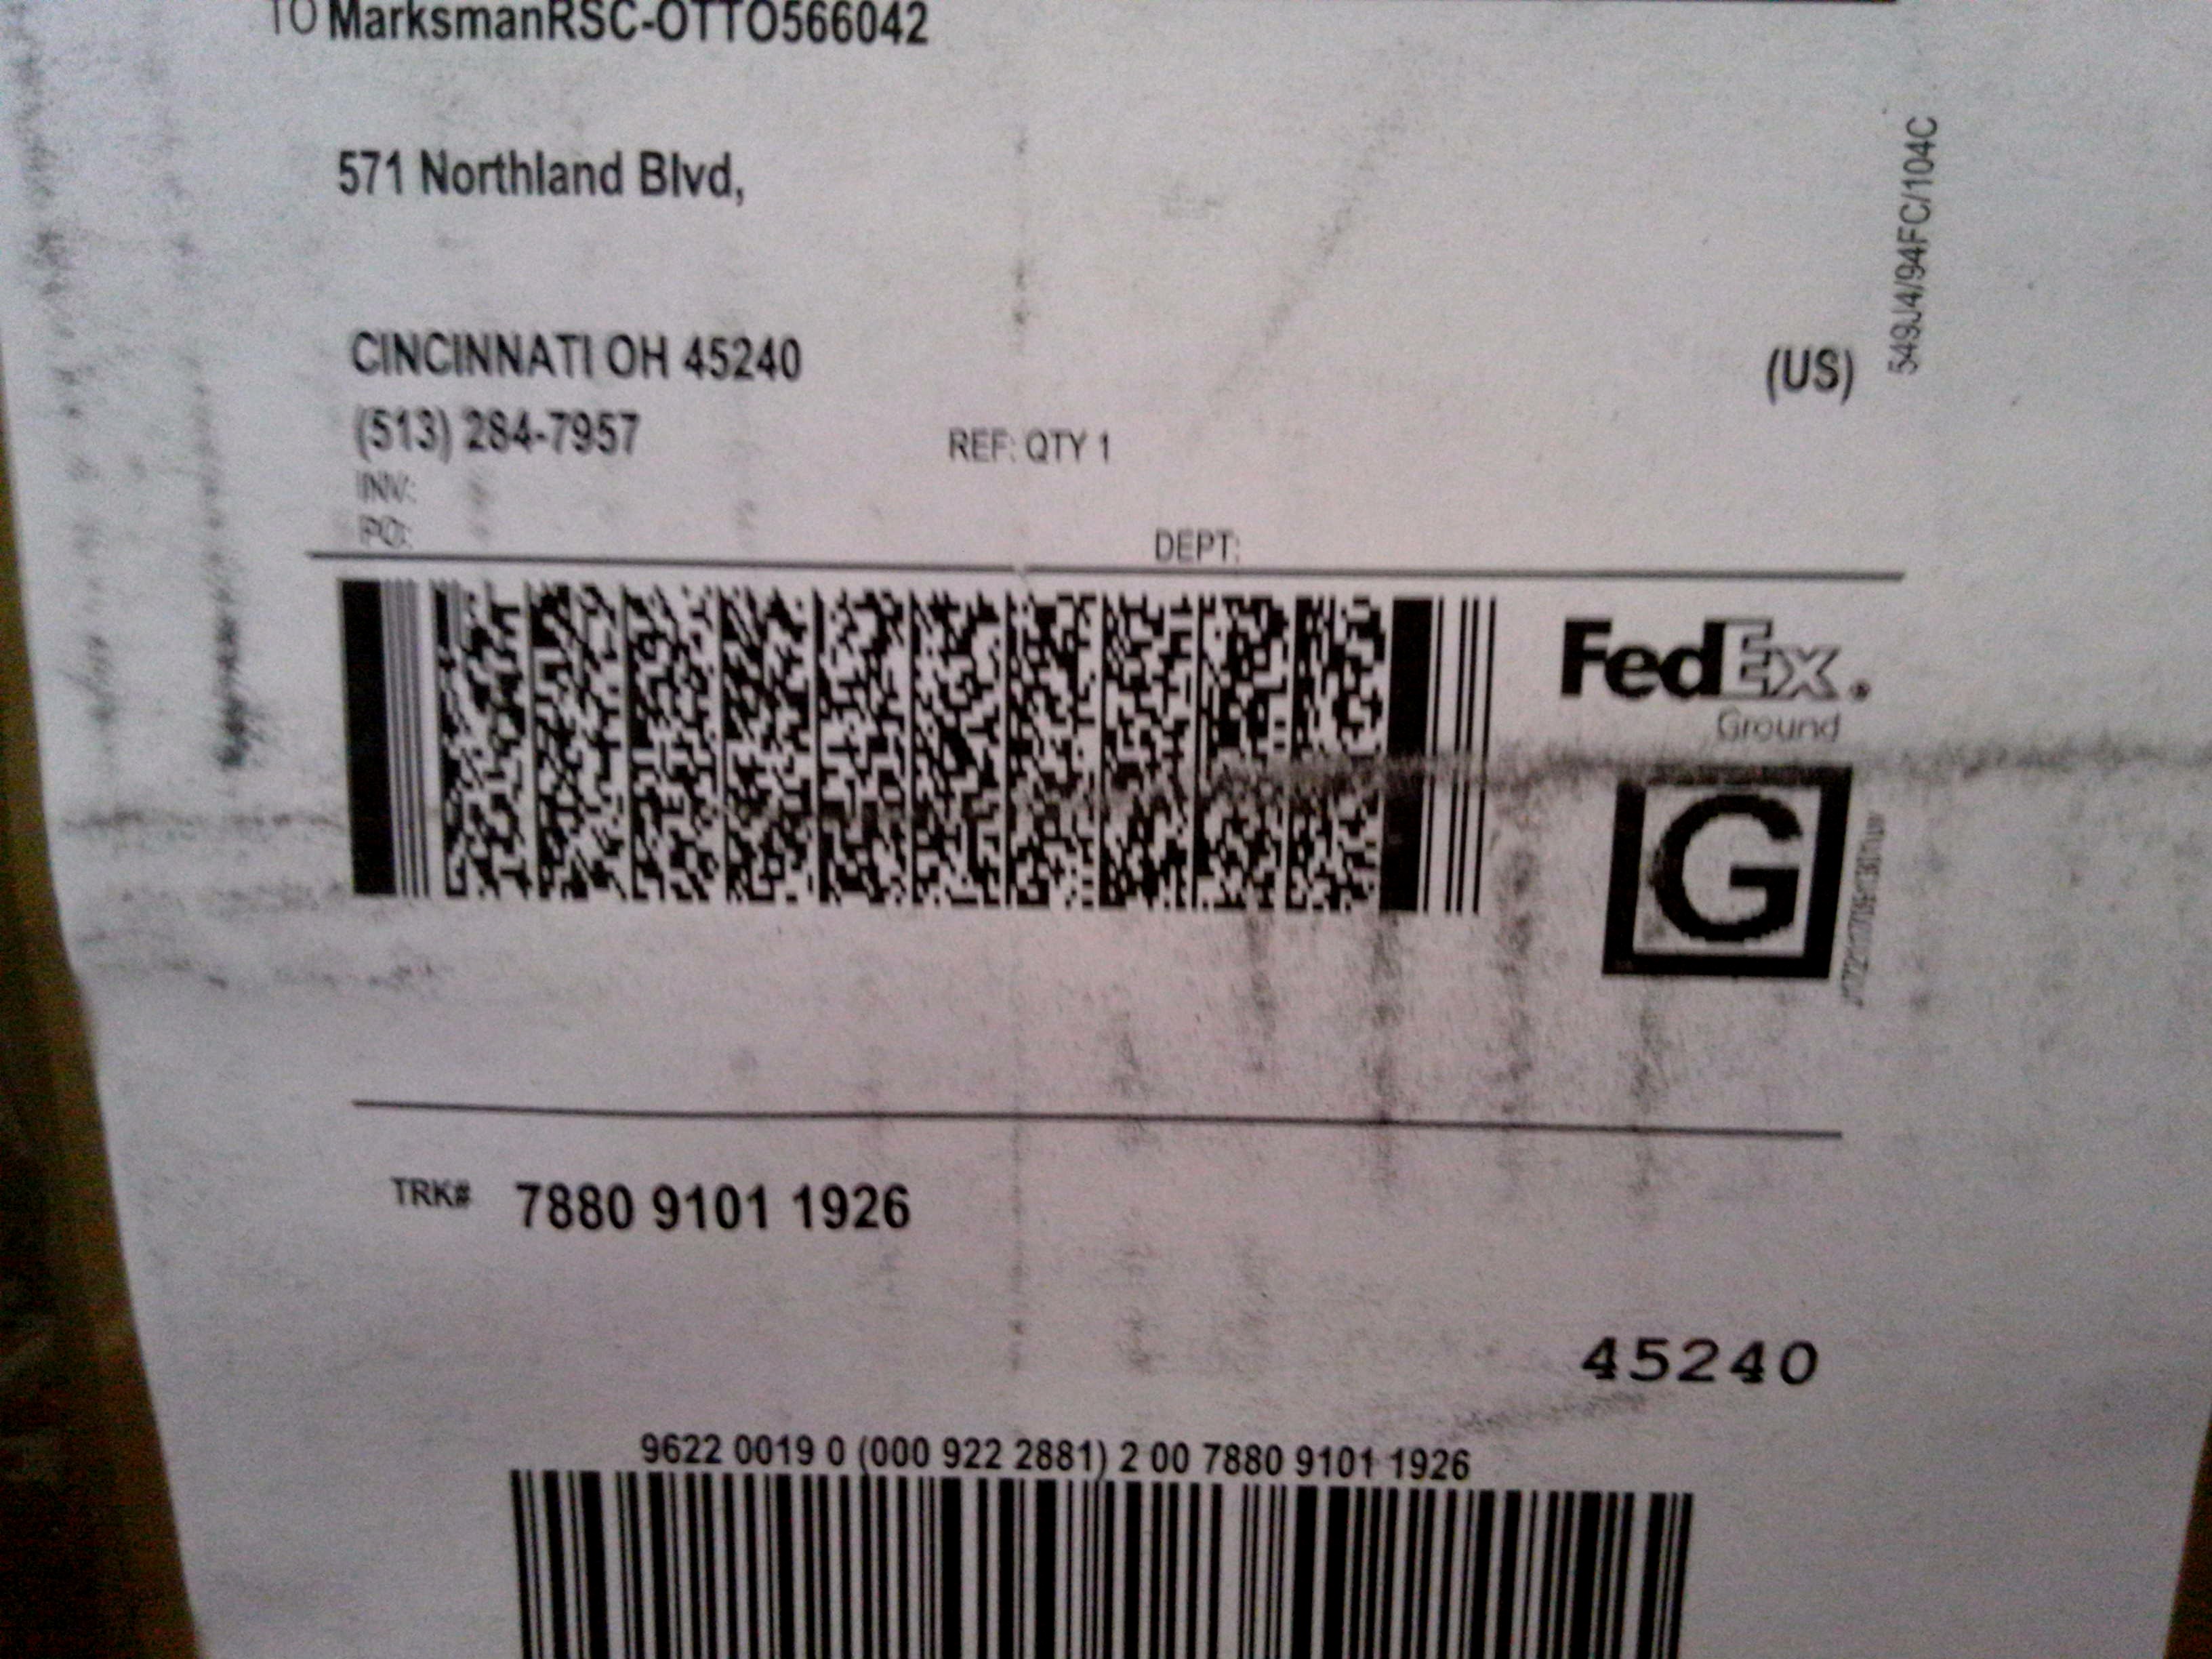 TO MarksmanRSC-OTTO566042
571 Northland Blvd,
CINCINNATI OH 45240
(US)
549J4/94FC/104C
(513) 284-7957
REF: QTY 1
INV:
PO:
DEPT:
FedEx.
Ground
G
TRK# 7880 9101 1926
45240
9622 0019 0 (000 922 2881) 2 00 7880 9101 1926